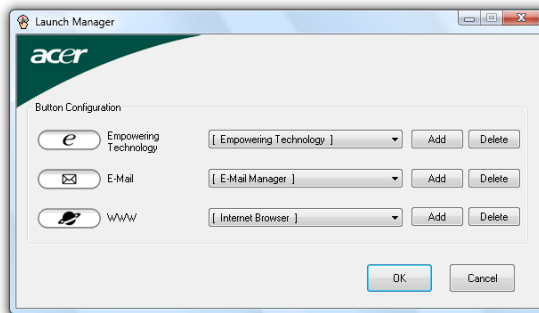 Launch Manager
acer
Button Configuration
e Empowering Technology [ Empowering Technology ] Add Delete
E-Mail [ E-Mail Manager ] Add Delete
WWW [ Internet Browser ] Add Delete
OK Cancel